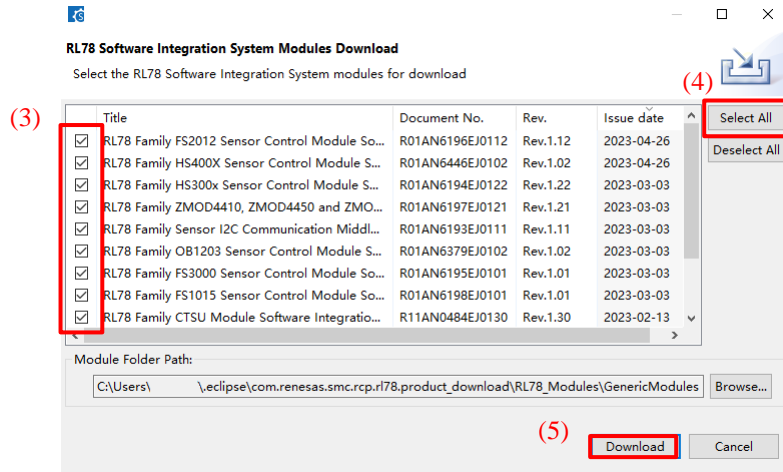 RL78 Software Integration System Modules Download
Select the RL78 Software Integration System modules for download
(4)
(3)
Title Document No. Rev. Issue date Select All
RL78 Family FS2012 Sensor Control Module So... R01AN6196EJ0112 Rev.1.12 2023-04-26
Deselect All
RL78 Family HS400X Sensor Control Module S... R01AN6446EJ0102 Rev.1.02 2023-04-26
RL78 Family HS300x Sensor Control Module S... R01AN6194EJ0122 Rev.1.22 2023-03-03
RL78 Family ZMOD4410, ZMOD4450 and ZMO... R01AN6197EJ0121 Rev.1.21 2023-03-03
RL78 Family Sensor I2C Communication Middl... R01AN6193EJ0111 Rev.1.11 2023-03-03
RL78 Family OB1203 Sensor Control Module S... R01AN6379EJ0102 Rev.1.02 2023-03-03
RL78 Family FS3000 Sensor Control Module So... R01AN6195EJ0101 Rev.1.01 2023-03-03
RL78 Family FS1015 Sensor Control Module So... R01AN6198EJ0101 Rev.1.01 2023-03-03
RL78 Family CTSU Module Software Integratio... R11AN0484EJ0130 Rev.1.30 2023-02-13
Module Folder Path:
C:\Users\ \.eclipse\com.renesas.smc.rcp.rl78.product_download\RL78_Modules\GenericModules Browse...
(5)
Download Cancel